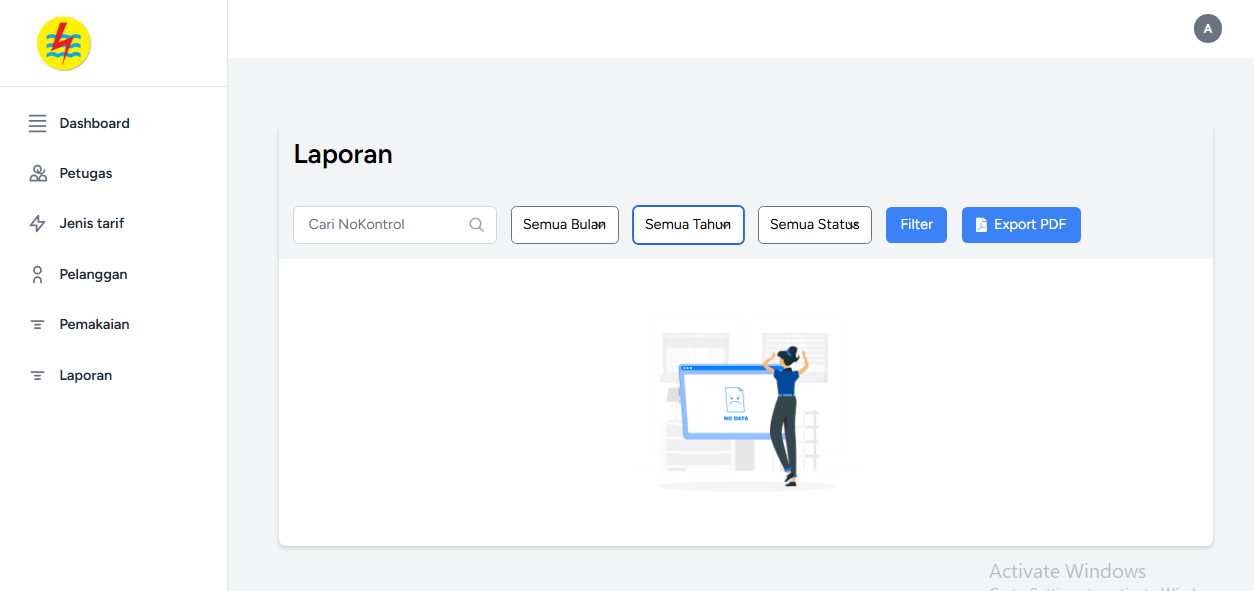 A
Dashboard
Petugas
Jenis tarif
Pelanggan
Pemakaian
Laporan
Laporan
Cari NoKontrol
Semua Bulan
Semua Tahun
Semua Status
Filter
Export PDF
NO DATA
Activate Windows